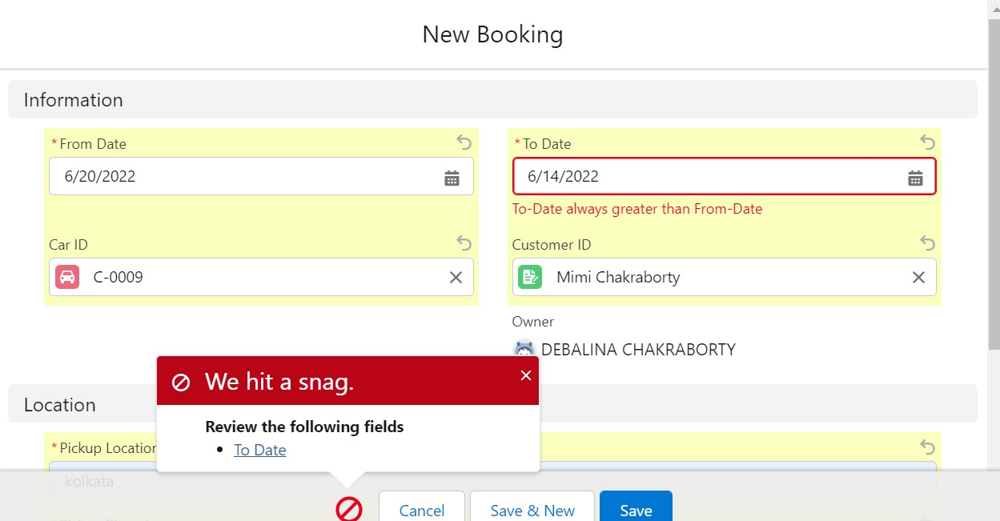 New Booking
Information
*From Date
6/20/2022
*To Date
6/14/2022
To-Date always greater than From-Date
Car ID
C-0009
Customer ID
Mimi Chakraborty
Owner
DEBALINA CHAKRABORTY
We hit a snag.
Review the following fields
• To Date
Location
*Pickup Location
kolkata
Cancel
Save & New
Save